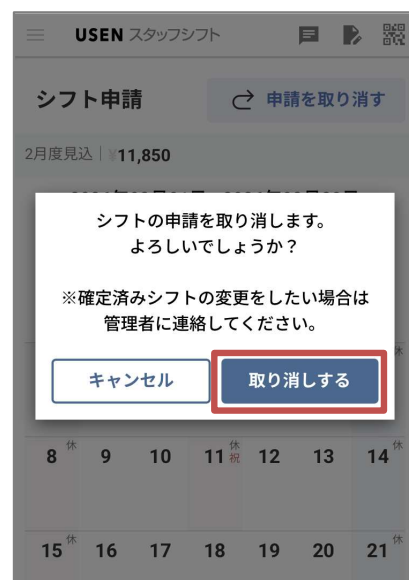 USEN スタッフシフト
シフト申請
申請を取り消す
2月度見込 ¥11,850
シフトの申請を取り消します。
よろしいでしょうか？
※確定済みシフトの変更をしたい場合は
管理者に連絡してください。
キャンセル
取り消しする
休
8 休 9 10 11 休 祝 12 13 14 休
15 休 16 17 18 19 20 21 休